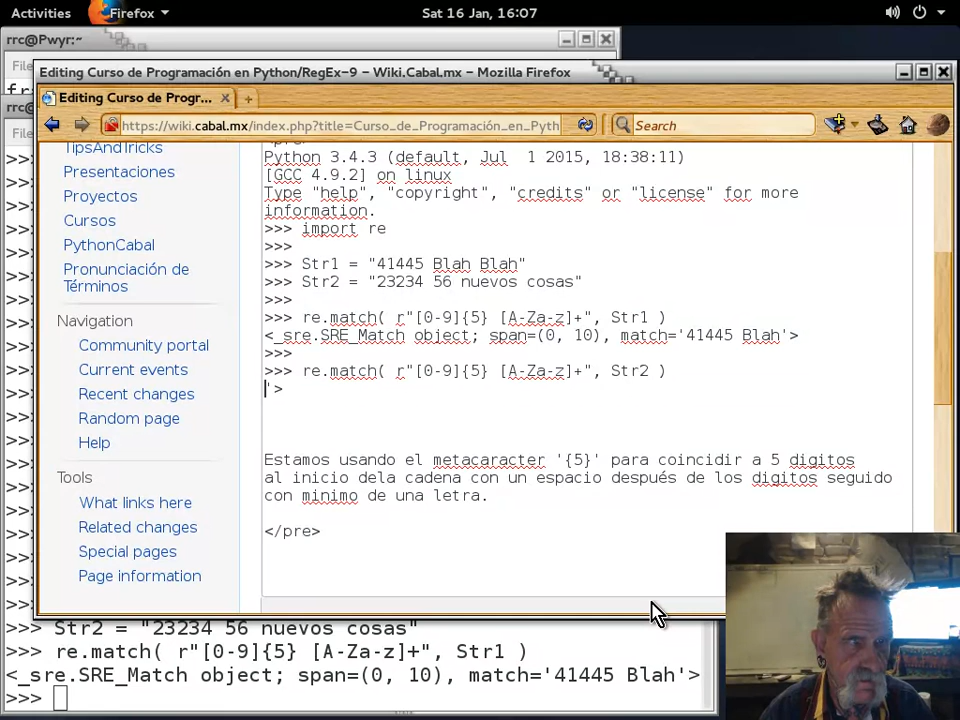 Activities Firefox Sat 16 Jan, 16:07
rrc@Pwyr:~
Editing Curso de Programación en Python/RegEx-9 – Wiki.Cabal.mx – Mozilla Firefox
Editing Curso de Progr...
https://wiki.cabal.mx/index.php?title=Curso_de_Programación_en_Pyth
Search
TipsAndTricks
Presentaciones
Proyectos
Cursos
PythonCabal
Pronunciación de
Términos
Navigation
Community portal
Current events
Recent changes
Random page
Help
Tools
What links here
Related changes
Special pages
Page information
Python 3.4.3 (default, Jul  1 2015, 18:38:11)
[GCC 4.9.2] on linux
Type "help", "copyright", "credits" or "license" for more
information.
>>> import re
>>>
>>> Str1 = "41445 Blah Blah"
>>> Str2 = "23234 56 nuevos cosas"
>>>
>>> re.match( r"[0-9]{5} [A-Za-z]+", Str1 )
<_sre.SRE_Match object; span=(0, 10), match='41445 Blah'>
>>>
>>> re.match( r"[0-9]{5} [A-Za-z]+", Str2 )
'>
Estamos usando el metacaracter '{5}' para coincidir a 5 digitos
al inicio dela cadena con un espacio después de los digitos seguido
con minimo de una letra.
</pre>
>>> Str2 = "23234 56 nuevos cosas"
>>> re.match( r"[0-9]{5} [A-Za-z]+", Str1 )
<_sre.SRE_Match object; span=(0, 10), match='41445 Blah'>
>>>